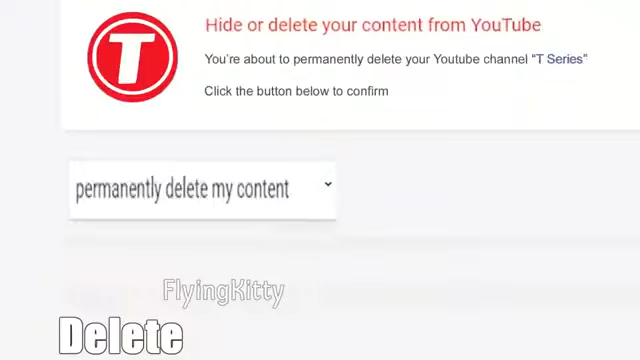 T
Hide or delete your content from YouTube
You're about to permanently delete your Youtube channel “T Series”
Click the button below to confirm
permanently delete my content
FlyingKitty
Delete